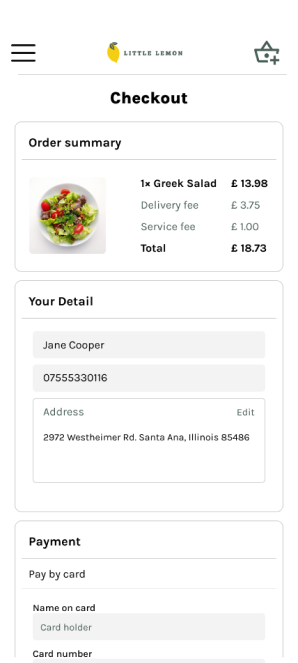 LITTLE LEMON
Checkout
Order summary
1× Greek Salad £ 13.98
Delivery fee £ 3.75
Service fee £ 1.00
Total £ 18.73
Your Detail
Jane Cooper
07555330116
Address Edit
2972 Westheimer Rd. Santa Ana, Illinois 85486
Payment
Pay by card
Name on card
Card holder
Card number